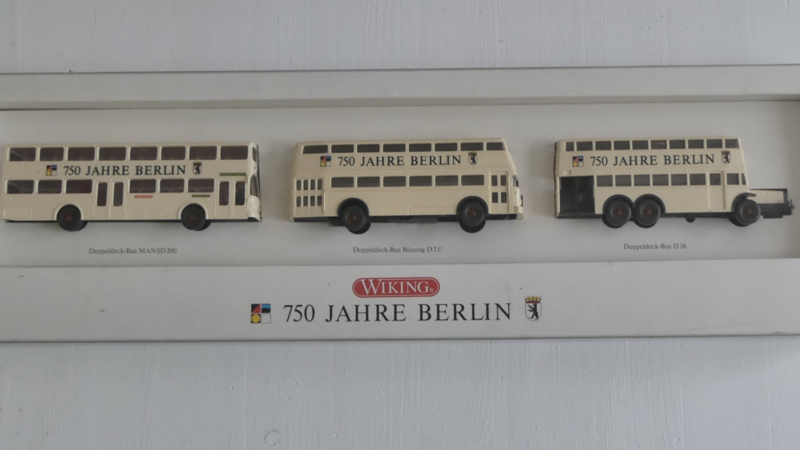 750 JAHRE BERLIN
750 JAHRE BERLIN
750 JAHRE BERLIN
Doppeldeck-Bus MAN SD 200
Doppeldeck-Bus Büssing D2U
Doppeldeck-Bus D 38
WIKING®
750 JAHRE BERLIN